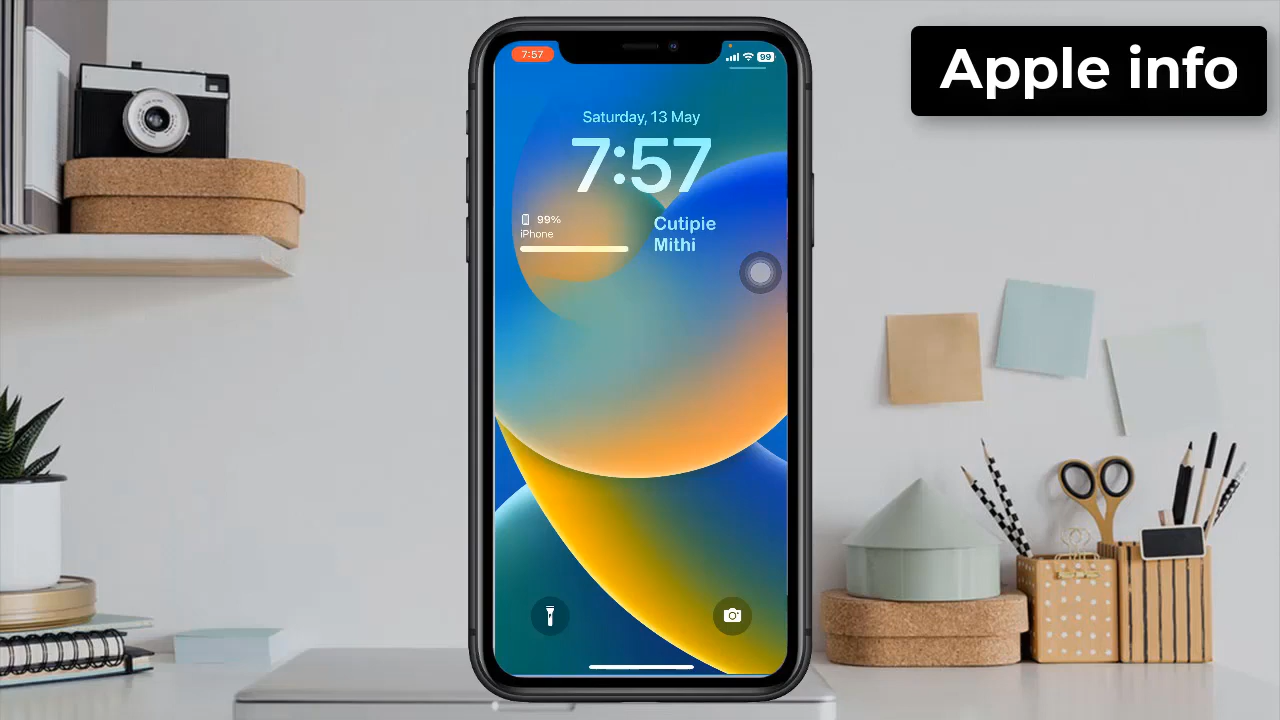 Apple info
7:57
99
Saturday, 13 May
7:57
99%
iPhone
Cutipie
Mithi